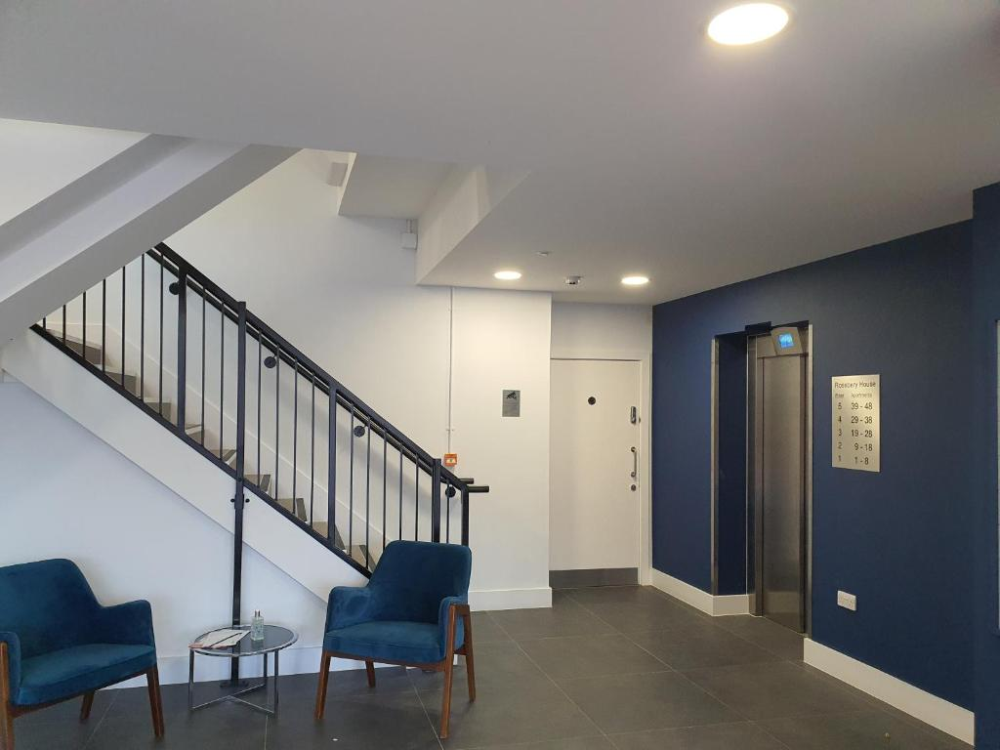 Rosebery House
Floor Apartments
5 39 - 48
4 29 - 38
3 19 - 28
2 9 - 18
1 1 - 8